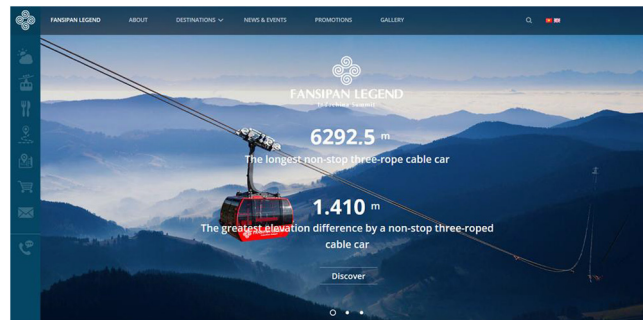 FANSIPAN LEGEND
ABOUT
DESTINATIONS
NEWS & EVENTS
PROMOTIONS
GALLERY
FANSIPAN LEGEND
6292.5 m
The longest non-stop three-rope cable car
1.410 m
The greatest elevation difference by a non-stop three-roped
cable car
Discover